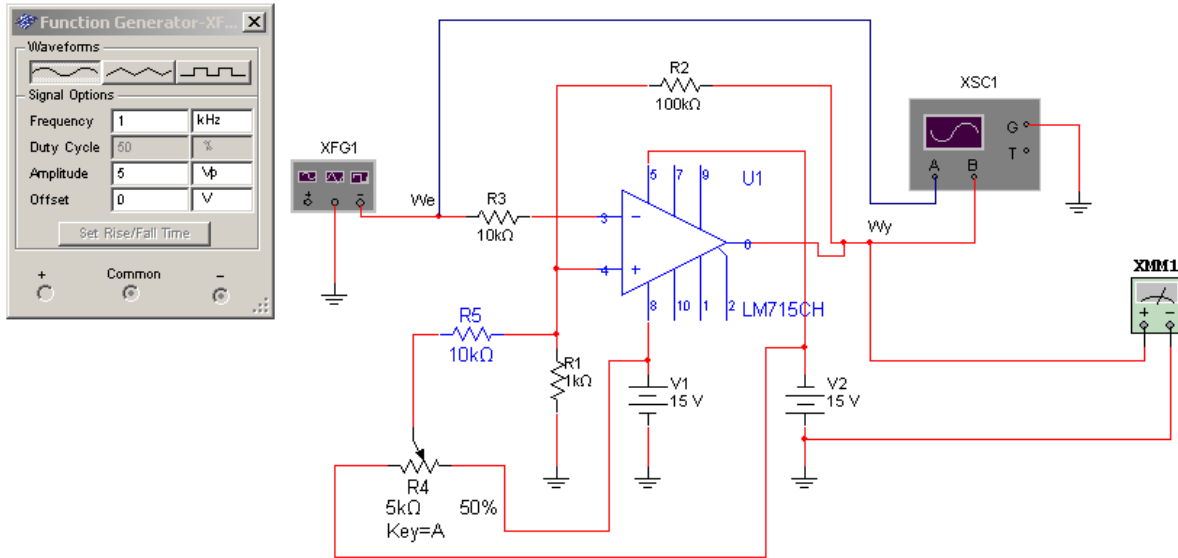 Function Generator-XF...
Waveforms
Signal Options
Frequency 1 kHz
Duty Cycle 50 %
Amplitude 5 Vp
Offset 0 V
Set Rise/Fall Time
+ Common −
XFG1
+ −
We
R3
10kΩ
R2
100kΩ
XSC1
G
T
A B
U1
5 7 9
3 −
6
4 +
8 10 1 2
LM715CH
Wy
XMM1
+ −
R5
10kΩ
R1
1kΩ
V1
15 V
V2
15 V
R4
5kΩ 50%
Key=A